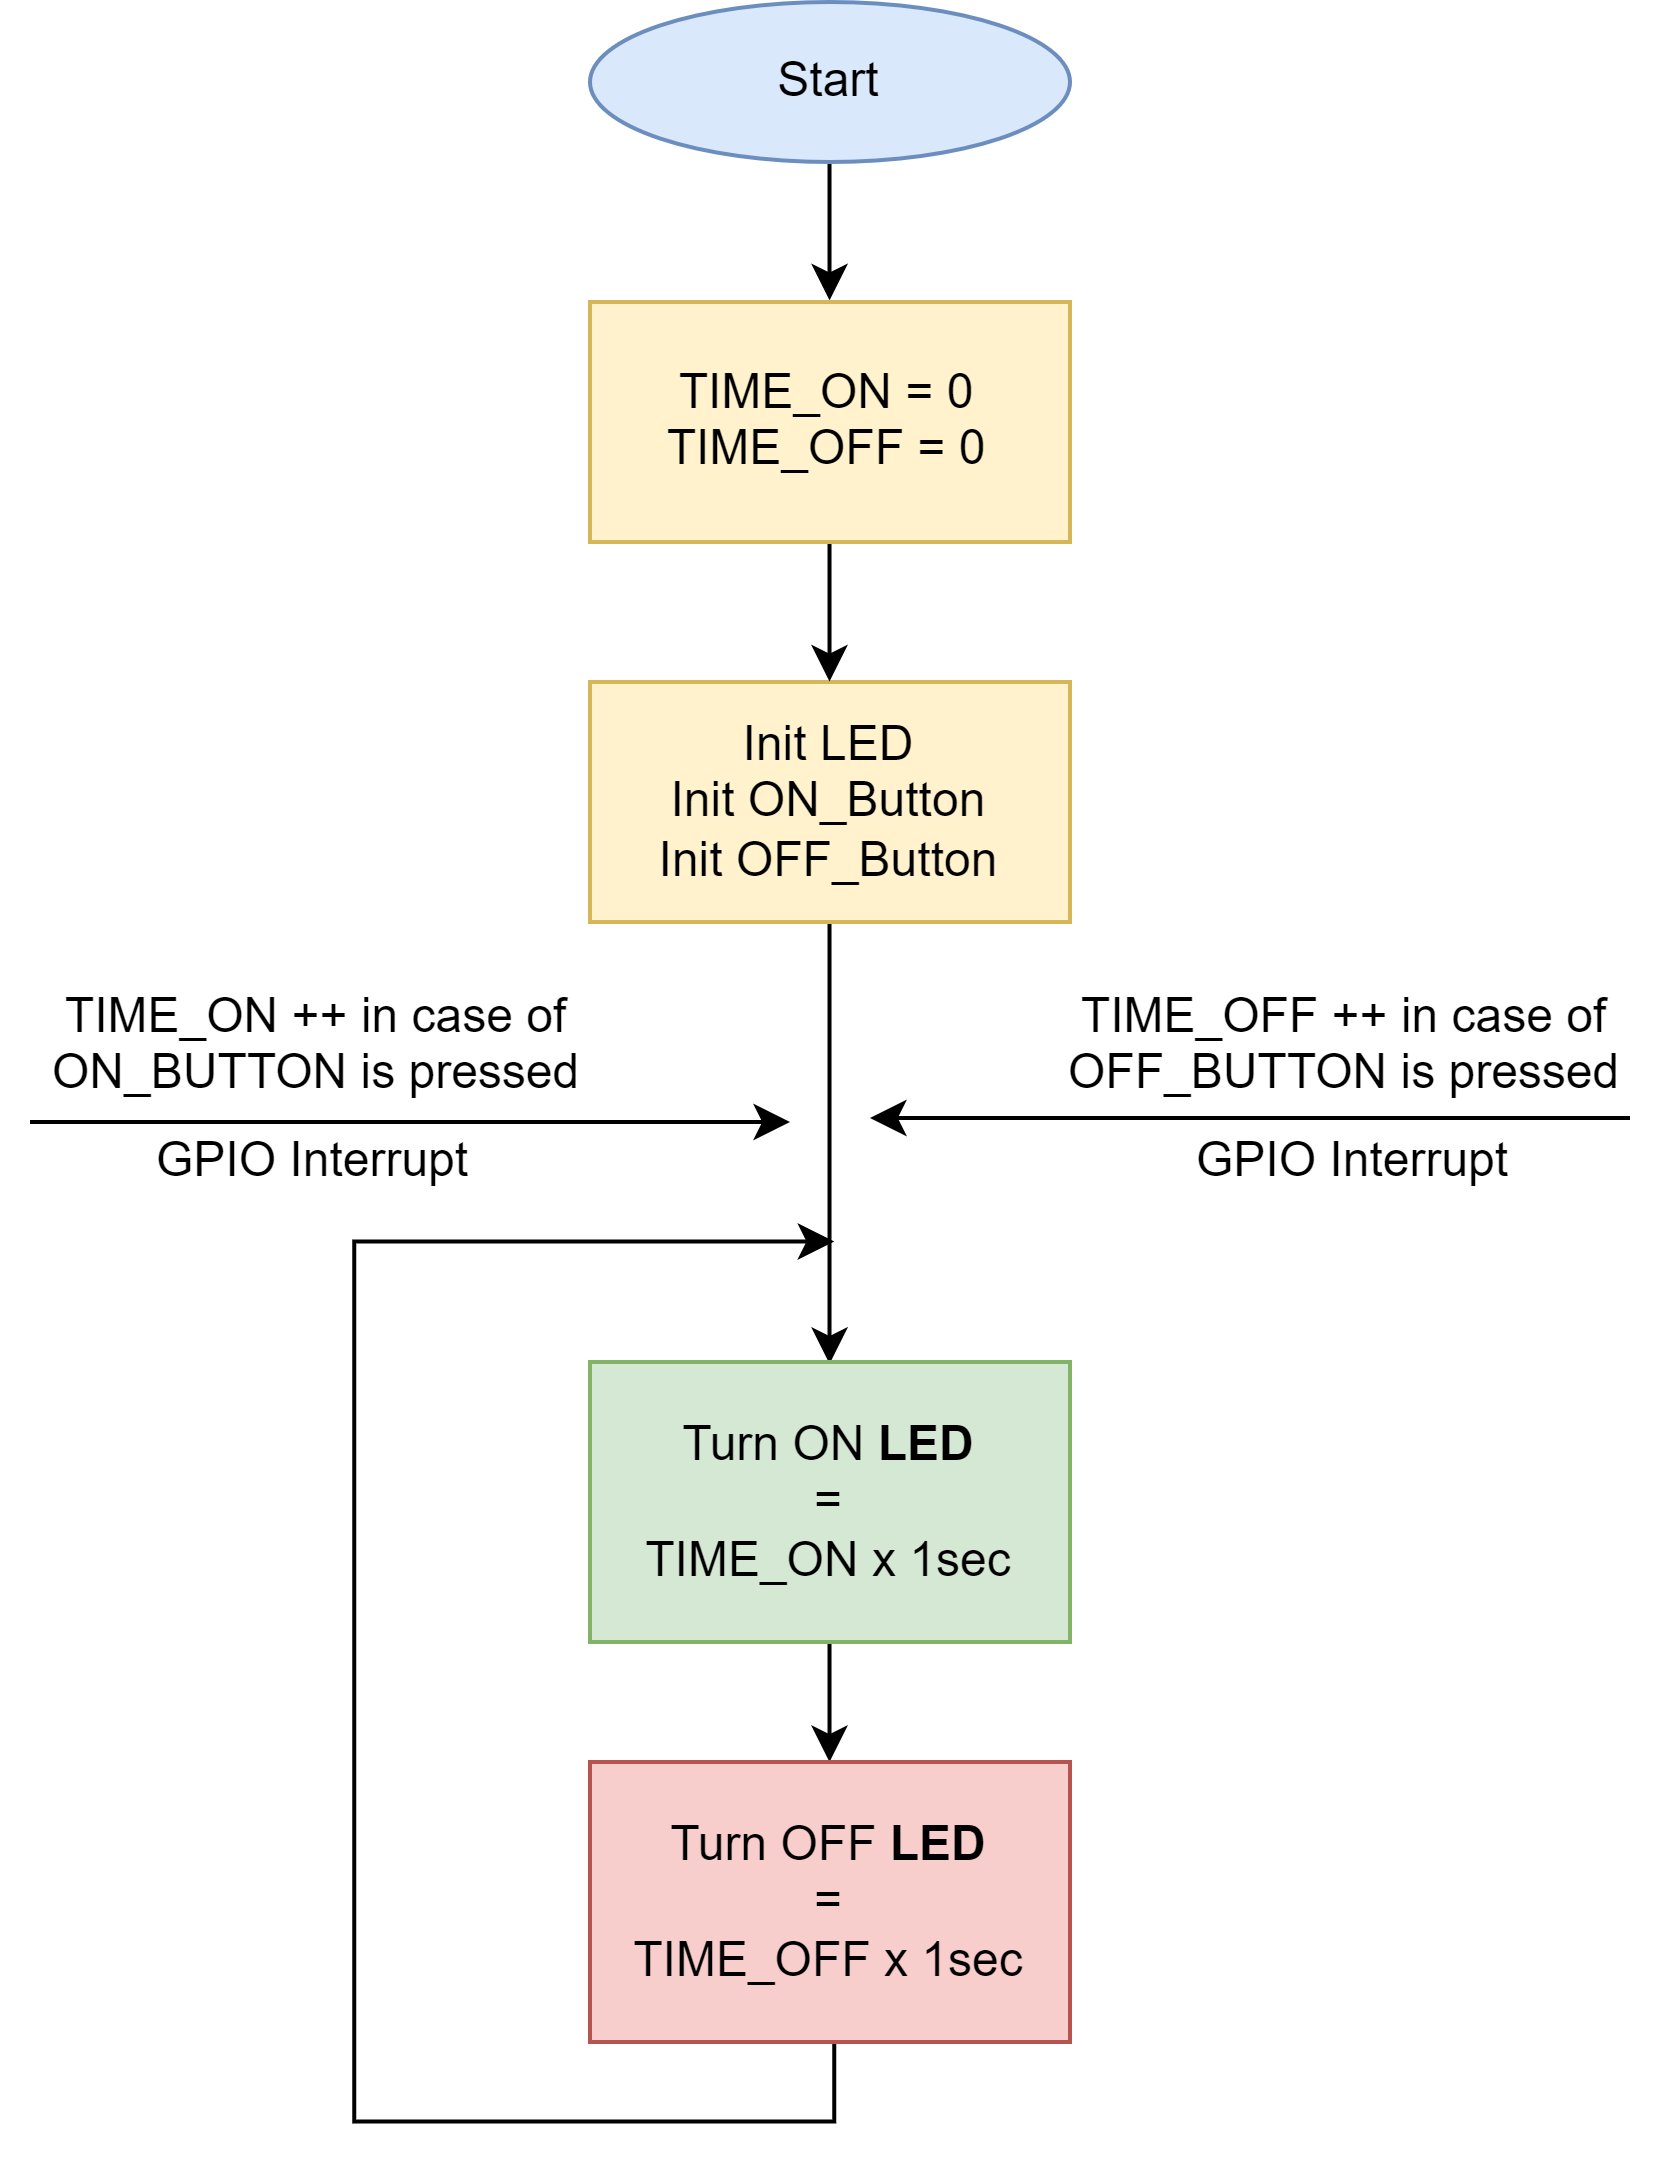 Start
TIME_ON = 0
TIME_OFF = 0
Init LED
Init ON_Button
Init OFF_Button
TIME_ON ++ in case of
ON_BUTTON is pressed
GPIO Interrupt
TIME_OFF ++ in case of
OFF_BUTTON is pressed
GPIO Interrupt
Turn ON LED
=
TIME_ON x 1sec
Turn OFF LED
=
TIME_OFF x 1sec